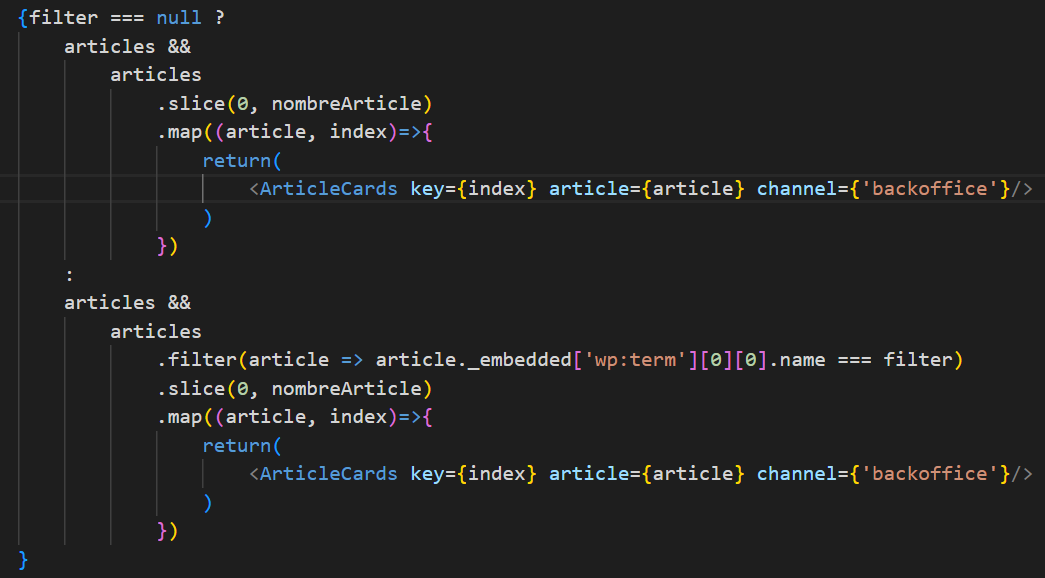 {filter === null ?
    articles &&
        articles
            .slice(0, nombreArticle)
            .map((article, index)=>{
                return(
                    <ArticleCards key={index} article={article} channel={'backoffice'}/>
                )
            })
    :
    articles &&
        articles
            .filter(article => article._embedded['wp:term'][0][0].name === filter)
            .slice(0, nombreArticle)
            .map((article, index)=>{
                return(
                    <ArticleCards key={index} article={article} channel={'backoffice'}/>
                )
            })
}